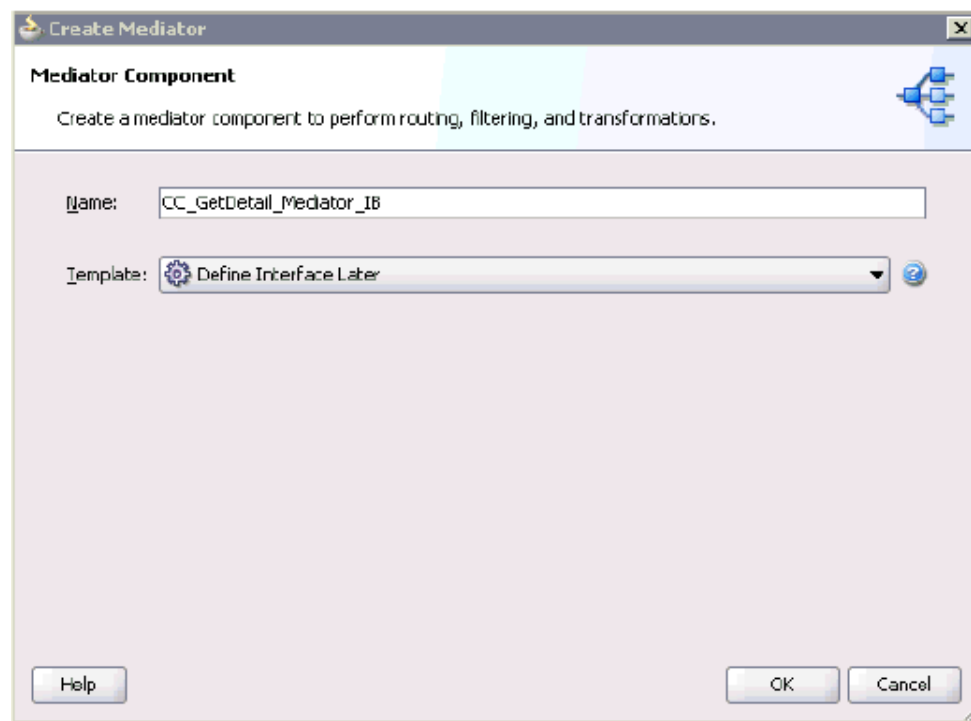 Create Mediator
Mediator Component
Create a mediator component to perform routing, filtering, and transformations.
Name: CC_GetDetail_Mediator_IB
Template: Define Interface Later
Help OK Cancel